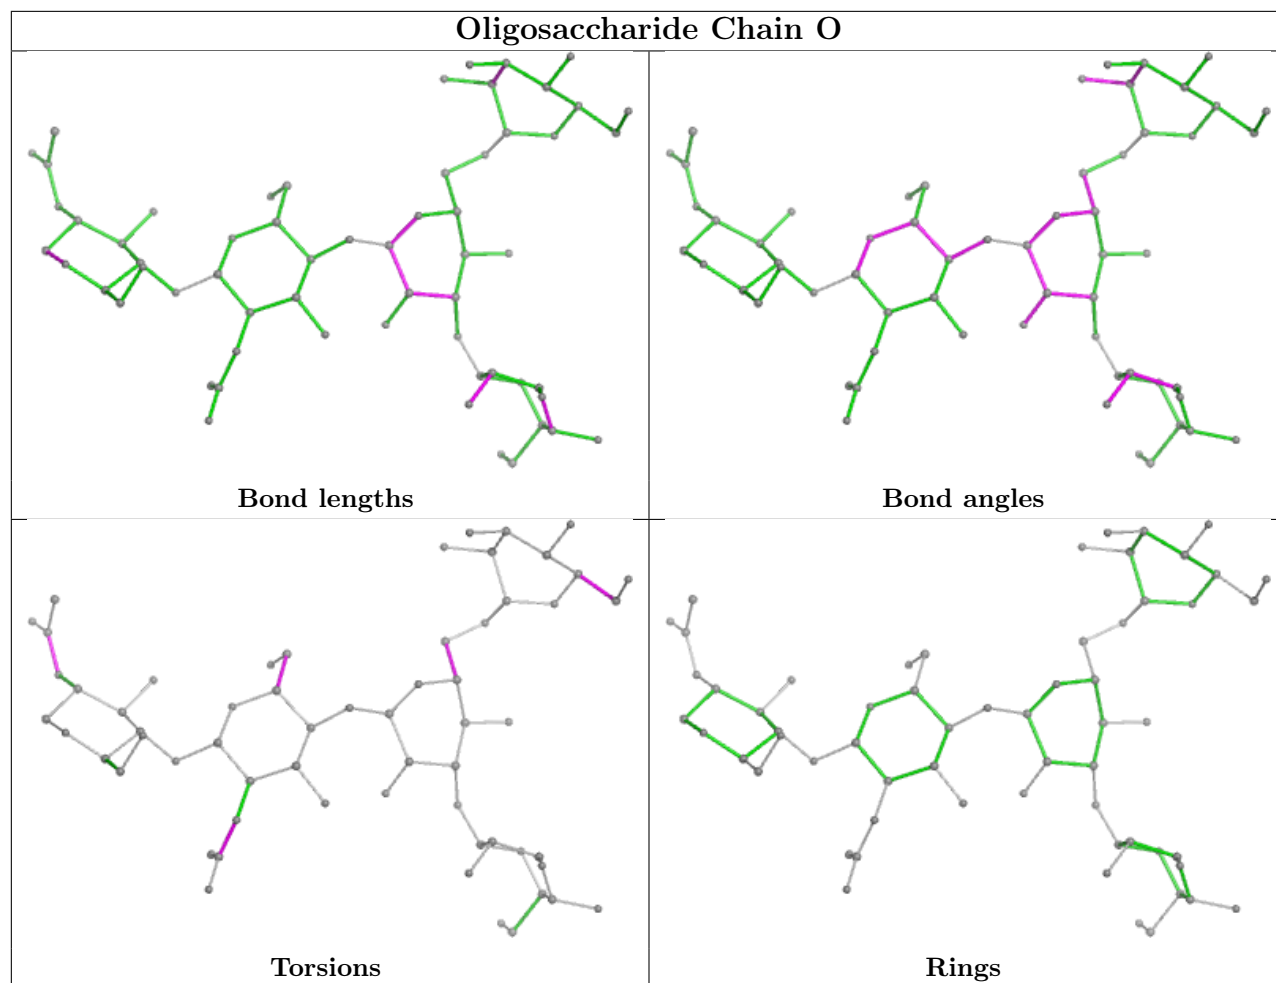 Oligosaccharide Chain O
Bond lengths
Bond angles
Torsions
Rings